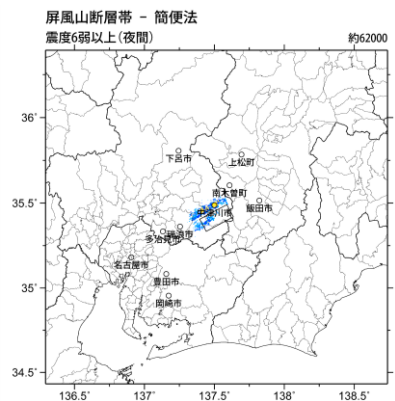 屏風山断層帯 - 簡便法
震度6弱以上(夜間)
約62000
36°
35.5°
35°
34.5°
136.5°
137°
137.5°
138°
138.5°
下呂市
上松町
南木曽町
中津川市
飯田市
瑞浪市
多治見市
名古屋市
豊田市
岡崎市